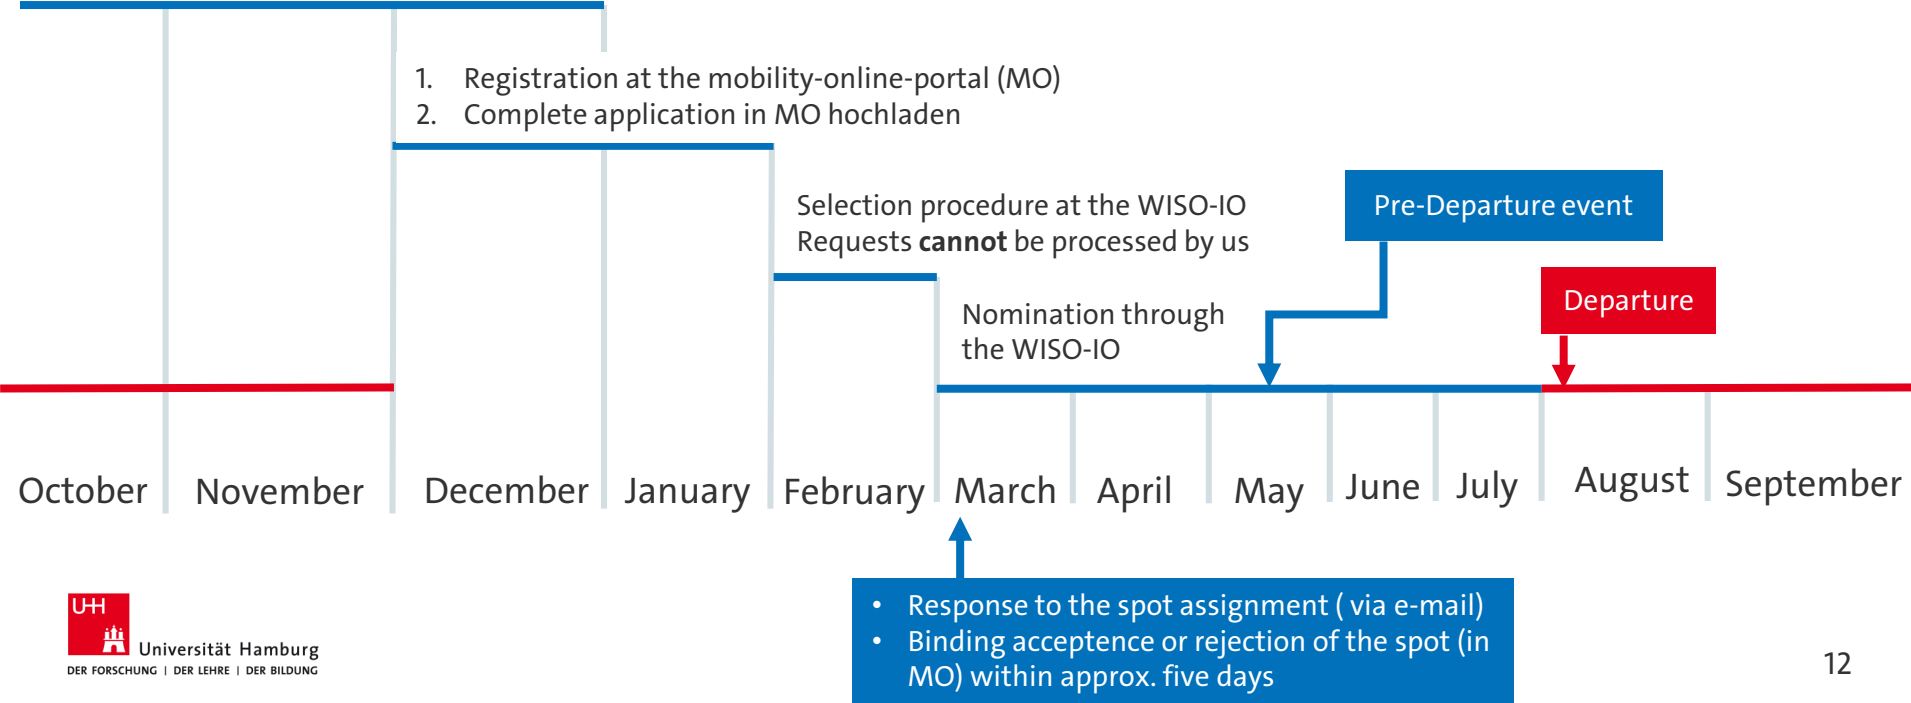 1. Registration at the mobility-online-portal (MO)
2. Complete application in MO hochladen
Selection procedure at the WISO-IO
Requests cannot be processed by us
Pre-Departure event
Nomination through
the WISO-IO
Departure
October
November
December
January
February
March
April
May
June
July
August
September
• Response to the spot assignment ( via e-mail)
• Binding acceptence or rejection of the spot (in
MO) within approx. five days
UH
Universität Hamburg
DER FORSCHUNG | DER LEHRE | DER BILDUNG
12